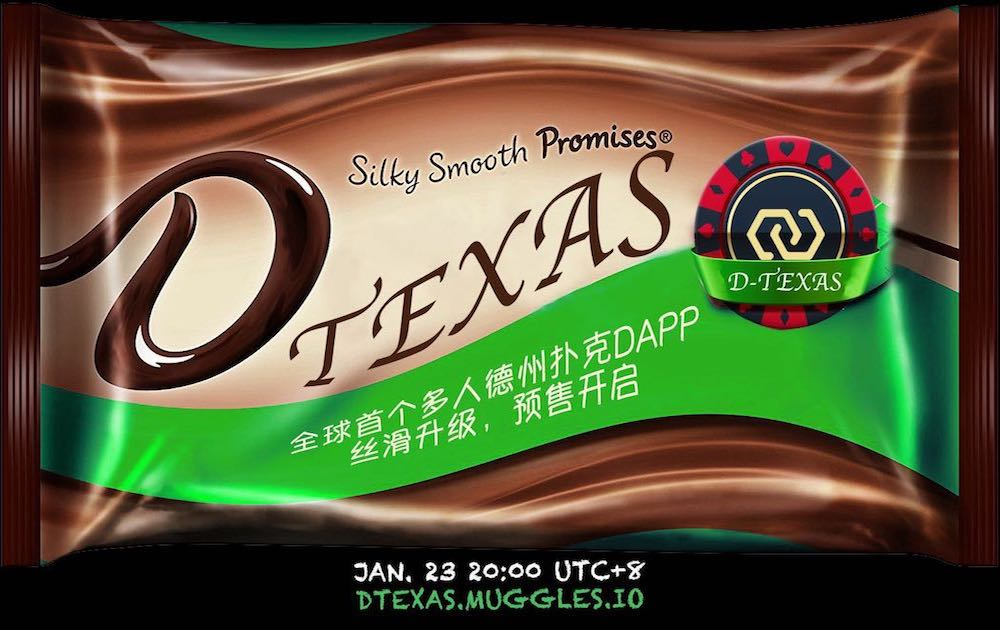 Silky Smooth Promises®
DTEXAS
D-TEXAS
全球首个多人德州扑克DAPP
丝滑升级，预售开启
JAN. 23 20:00 UTC+8
DTEXAS.MUGGLES.IO